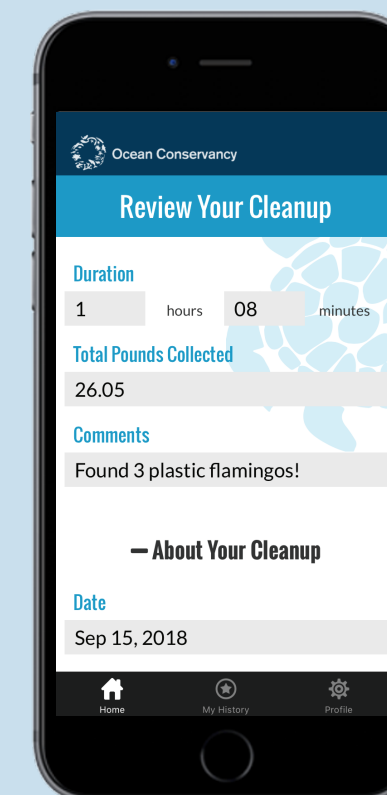 Ocean Conservancy
Review Your Cleanup
Duration
1 hours 08 minutes
Total Pounds Collected
26.05
Comments
Found 3 plastic flamingos!
About Your Cleanup
Date
Sep 15, 2018
Home My History Profile